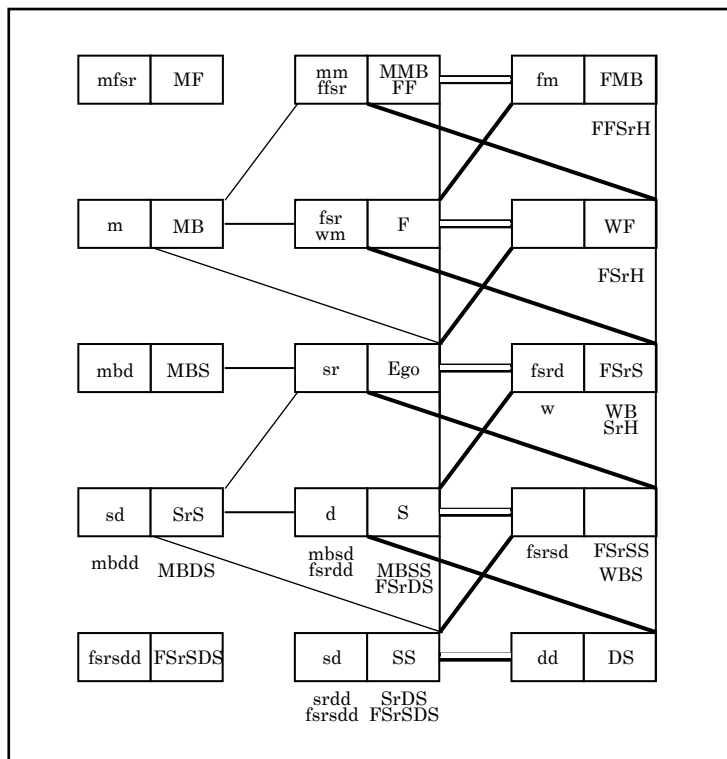 mfsr MF mm MMB fm FMB
ffsr FF
FFSrH
m MB fsr F WF
wm
FSrH
mbd MBS sr Ego fsrd FSrS
w WB
SrH
sd SrS d S
mbdd MBDS mbsd MBSS fsrsd FSrSS
fsrdd FSrDS WBS
fsrsdd FSrSDS sd SS dd DS
srdd SrDS
fsrsdd FSrSDS